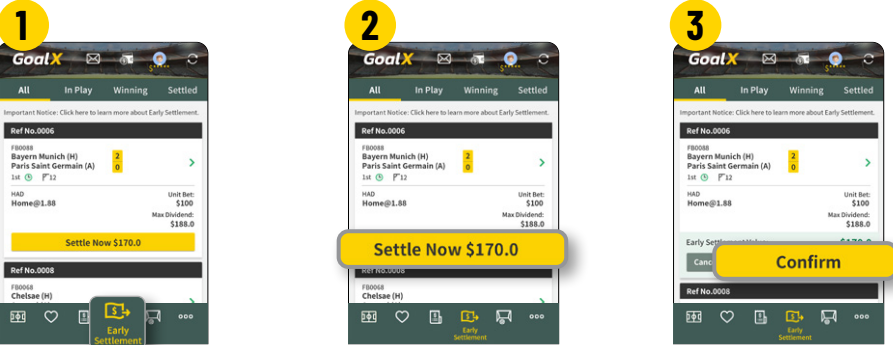 1
GoalX
All In Play Winning Settled
Important Notice: Click here to learn more about Early Settlement.
Ref No.0006
FB0088
Bayern Munich (H) 2
Paris Saint Germain (A) 0
1st 12
HAD Unit Bet:
Home@1.88 $100
Max Dividend:
$188.0
Settle Now $170.0
Ref No.0008
FB0068
Chelsae (H)
Early
Settlement
2
GoalX
All In Play Winning Settled
Important Notice: Click here to learn more about Early Settlement.
Ref No.0006
FB0088
Bayern Munich (H) 2
Paris Saint Germain (A) 0
1st 12
HAD Unit Bet:
Home@1.88 $100
Max Dividend:
$188.0
Settle Now $170.0
Ref No.0008
FB0068
Chelsae (H)
Early
Settlement
3
GoalX
All In Play Winning Settled
Important Notice: Click here to learn more about Early Settlement.
Ref No.0006
FB0088
Bayern Munich (H) 2
Paris Saint Germain (A) 0
1st 12
HAD Unit Bet:
Home@1.88 $100
Max Dividend:
$188.0
Confirm
Ref No.0008
Early
Settlement